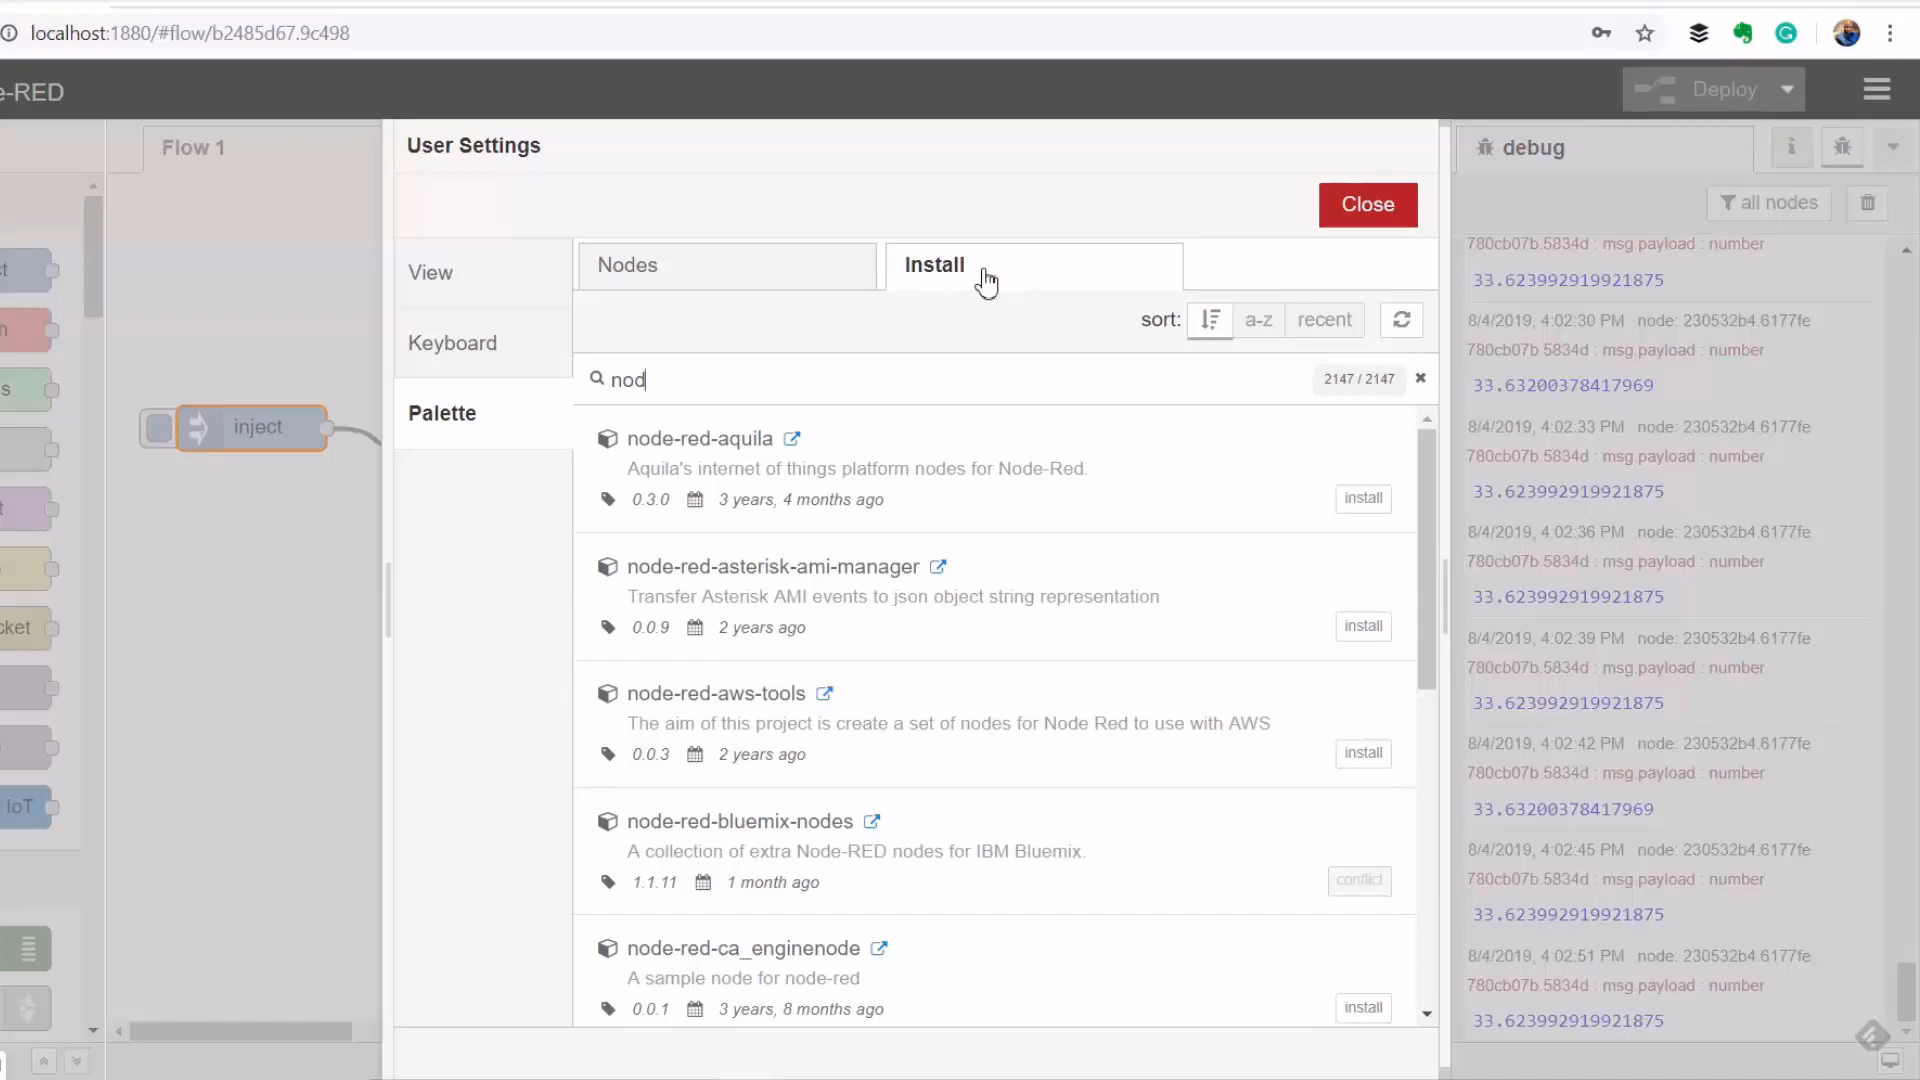 localhost:1880/#flow/b2485d67.9c498
e-RED
Deploy
Flow 1
inject
t
h
s
t
cket
IoT
User Settings
Close
View
Keyboard
Palette
Nodes
Install
sort:
a-z
recent
nod
2147 / 2147
node-red-aquila
Aquila's internet of things platform nodes for Node-Red.
0.3.0 3 years, 4 months ago
install
node-red-asterisk-ami-manager
Transfer Asterisk AMI events to json object string representation
0.0.9 2 years ago
install
node-red-aws-tools
The aim of this project is create a set of nodes for Node Red to use with AWS
0.0.3 2 years ago
install
node-red-bluemix-nodes
A collection of extra Node-RED nodes for IBM Bluemix.
1.1.11 1 month ago
conflict
node-red-ca_enginenode
A sample node for node-red
0.0.1 3 years, 8 months ago
install
debug
i
all nodes
780cb07b.5834d : msg.payload : number
33.623992919921875
8/4/2019, 4:02:30 PM node: 230532b4.6177fe
780cb07b.5834d : msg.payload : number
33.63200378417969
8/4/2019, 4:02:33 PM node: 230532b4.6177fe
780cb07b.5834d : msg.payload : number
33.623992919921875
8/4/2019, 4:02:36 PM node: 230532b4.6177fe
780cb07b.5834d : msg.payload : number
33.623992919921875
8/4/2019, 4:02:39 PM node: 230532b4.6177fe
780cb07b.5834d : msg.payload : number
33.623992919921875
8/4/2019, 4:02:42 PM node: 230532b4.6177fe
780cb07b.5834d : msg.payload : number
33.63200378417969
8/4/2019, 4:02:45 PM node: 230532b4.6177fe
780cb07b.5834d : msg.payload : number
33.623992919921875
8/4/2019, 4:02:51 PM node: 230532b4.6177fe
780cb07b.5834d : msg.payload : number
33.623992919921875